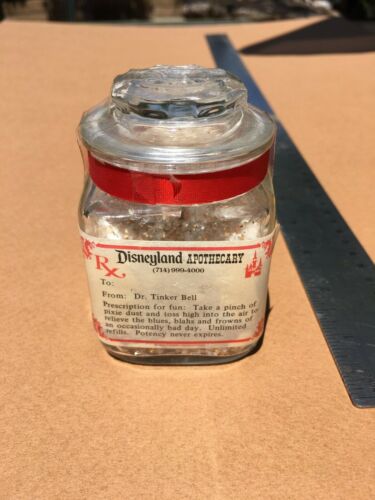 Rx Disneyland APOTHECARY
(714) 999-4000
To:
From: Dr. Tinker Bell
Prescription for fun: Take a pinch of
pixie dust and toss high into the air to
relieve the blues, blahs and frowns of
an occasionally bad day. Unlimited
refills. Potency never expires.